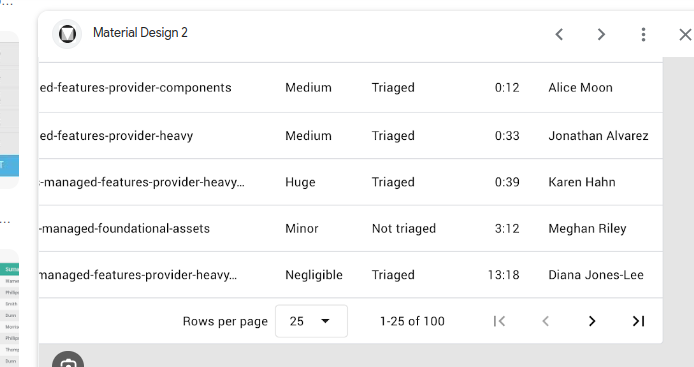 Material Design 2
ed-features-provider-components Medium Triaged 0:12 Alice Moon
ed-features-provider-heavy Medium Triaged 0:33 Jonathan Alvarez
-managed-features-provider-heavy... Huge Triaged 0:39 Karen Hahn
-managed-foundational-assets Minor Not triaged 3:12 Meghan Riley
managed-features-provider-heavy... Negligible Triaged 13:18 Diana Jones-Lee
Rows per page 25 1-25 of 100